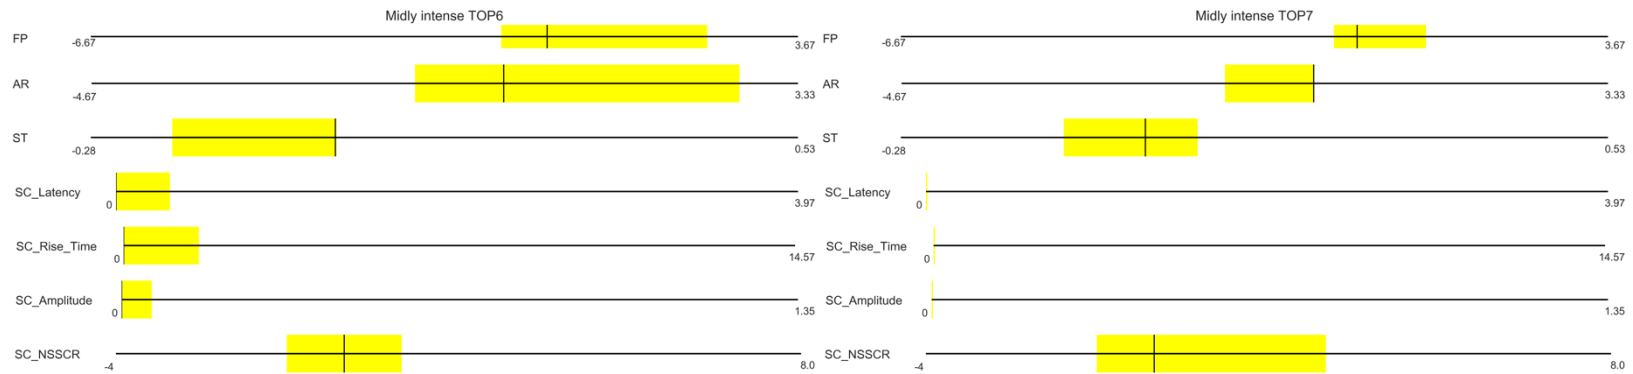 Midly intense TOP6
FP
-6.67
3.67
AR
-4.67
3.33
ST
-0.28
0.53
SC_Latency
0
3.97
SC_Rise_Time
0
14.57
SC_Amplitude
0
1.35
SC_NSSCR
-4
8.0
Midly intense TOP7
FP
-6.67
3.67
AR
-4.67
3.33
ST
-0.28
0.53
SC_Latency
0
3.97
SC_Rise_Time
0
14.57
SC_Amplitude
0
1.35
SC_NSSCR
-4
8.0